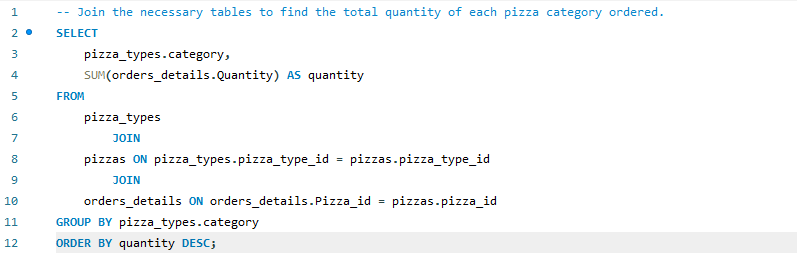 1 -- Join the necessary tables to find the total quantity of each pizza category ordered.
2 SELECT
3 pizza_types.category,
4 SUM(orders_details.Quantity) AS quantity
5 FROM
6 pizza_types
7 JOIN
8 pizzas ON pizza_types.pizza_type_id = pizzas.pizza_type_id
9 JOIN
10 orders_details ON orders_details.Pizza_id = pizzas.pizza_id
11 GROUP BY pizza_types.category
12 ORDER BY quantity DESC;